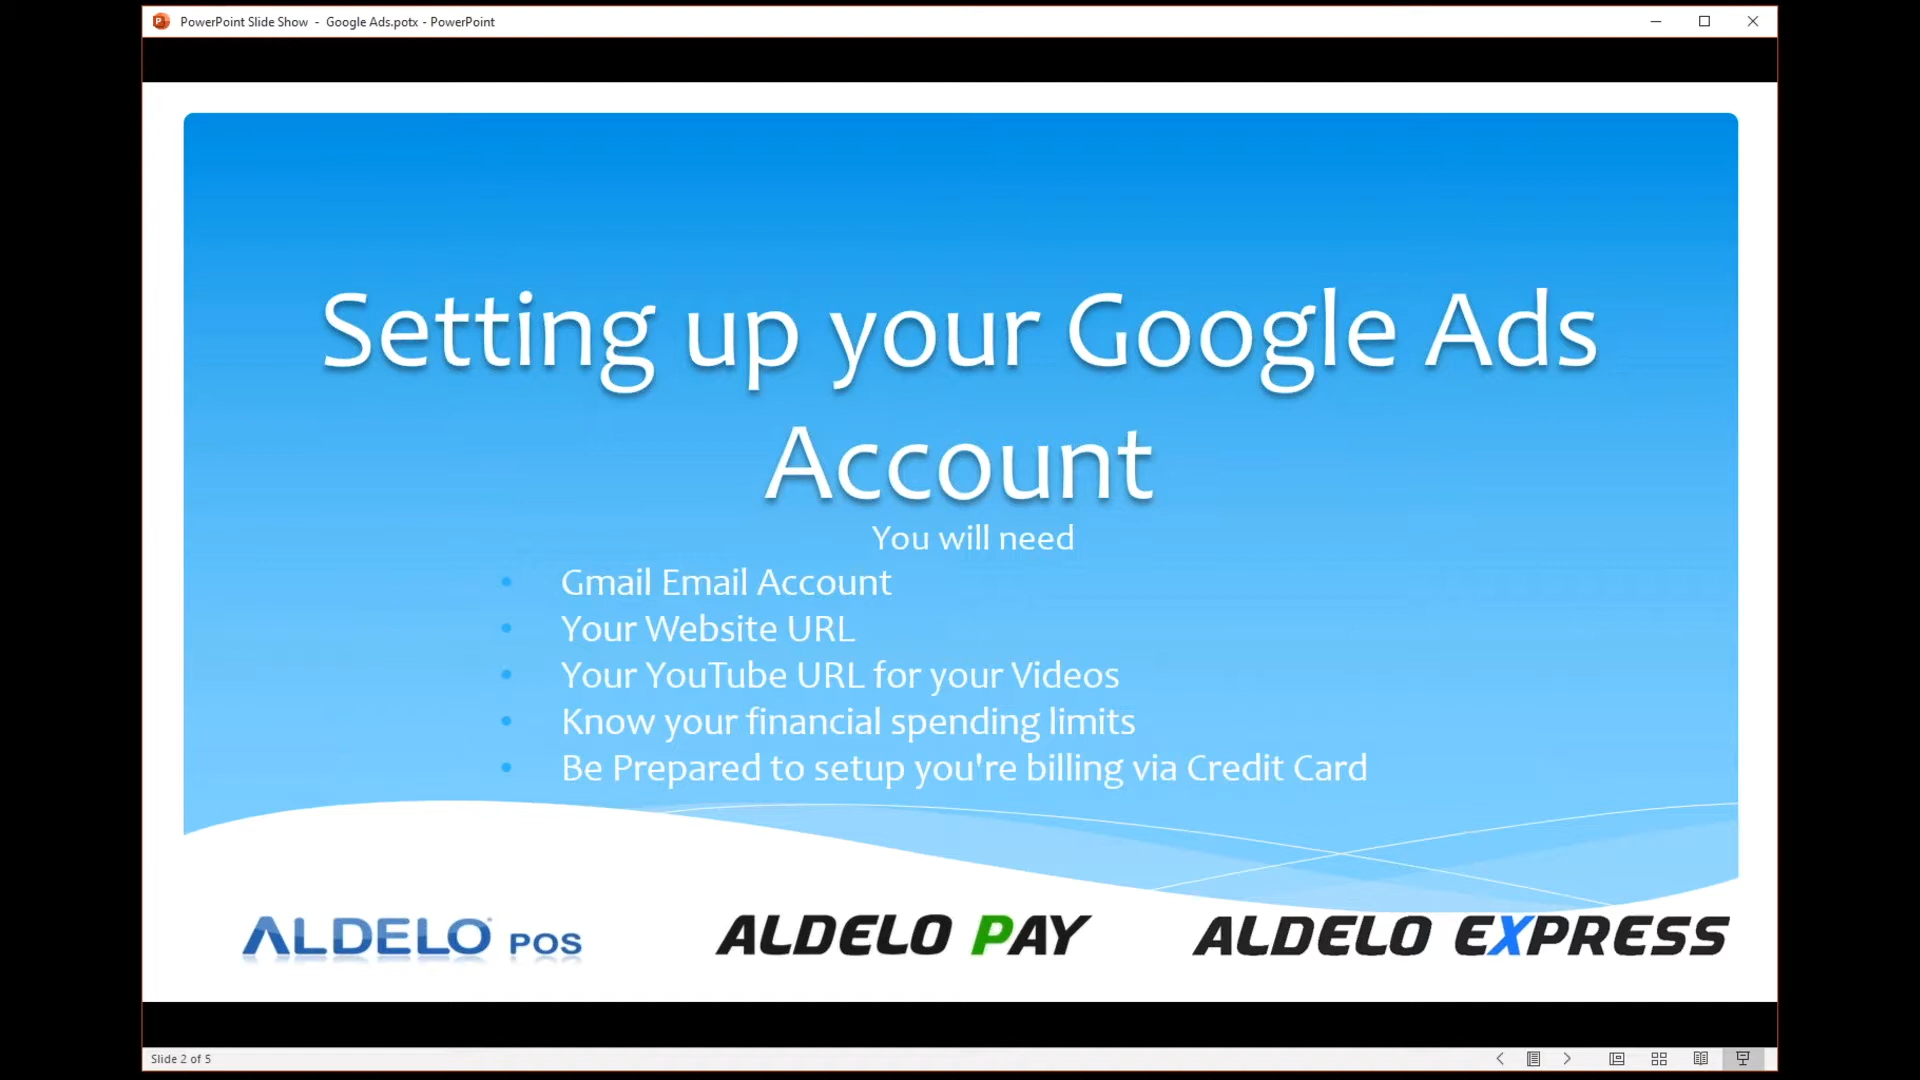 PowerPoint Slide Show - Google Ads.potx - PowerPoint
Setting up your Google Ads
Account
You will need
• Gmail Email Account
• Your Website URL
• Your YouTube URL for your Videos
• Know your financial spending limits
• Be Prepared to setup you're billing via Credit Card
ALDELO POS
ALDELO PAY
ALDELO EXPRESS
Slide 2 of 5